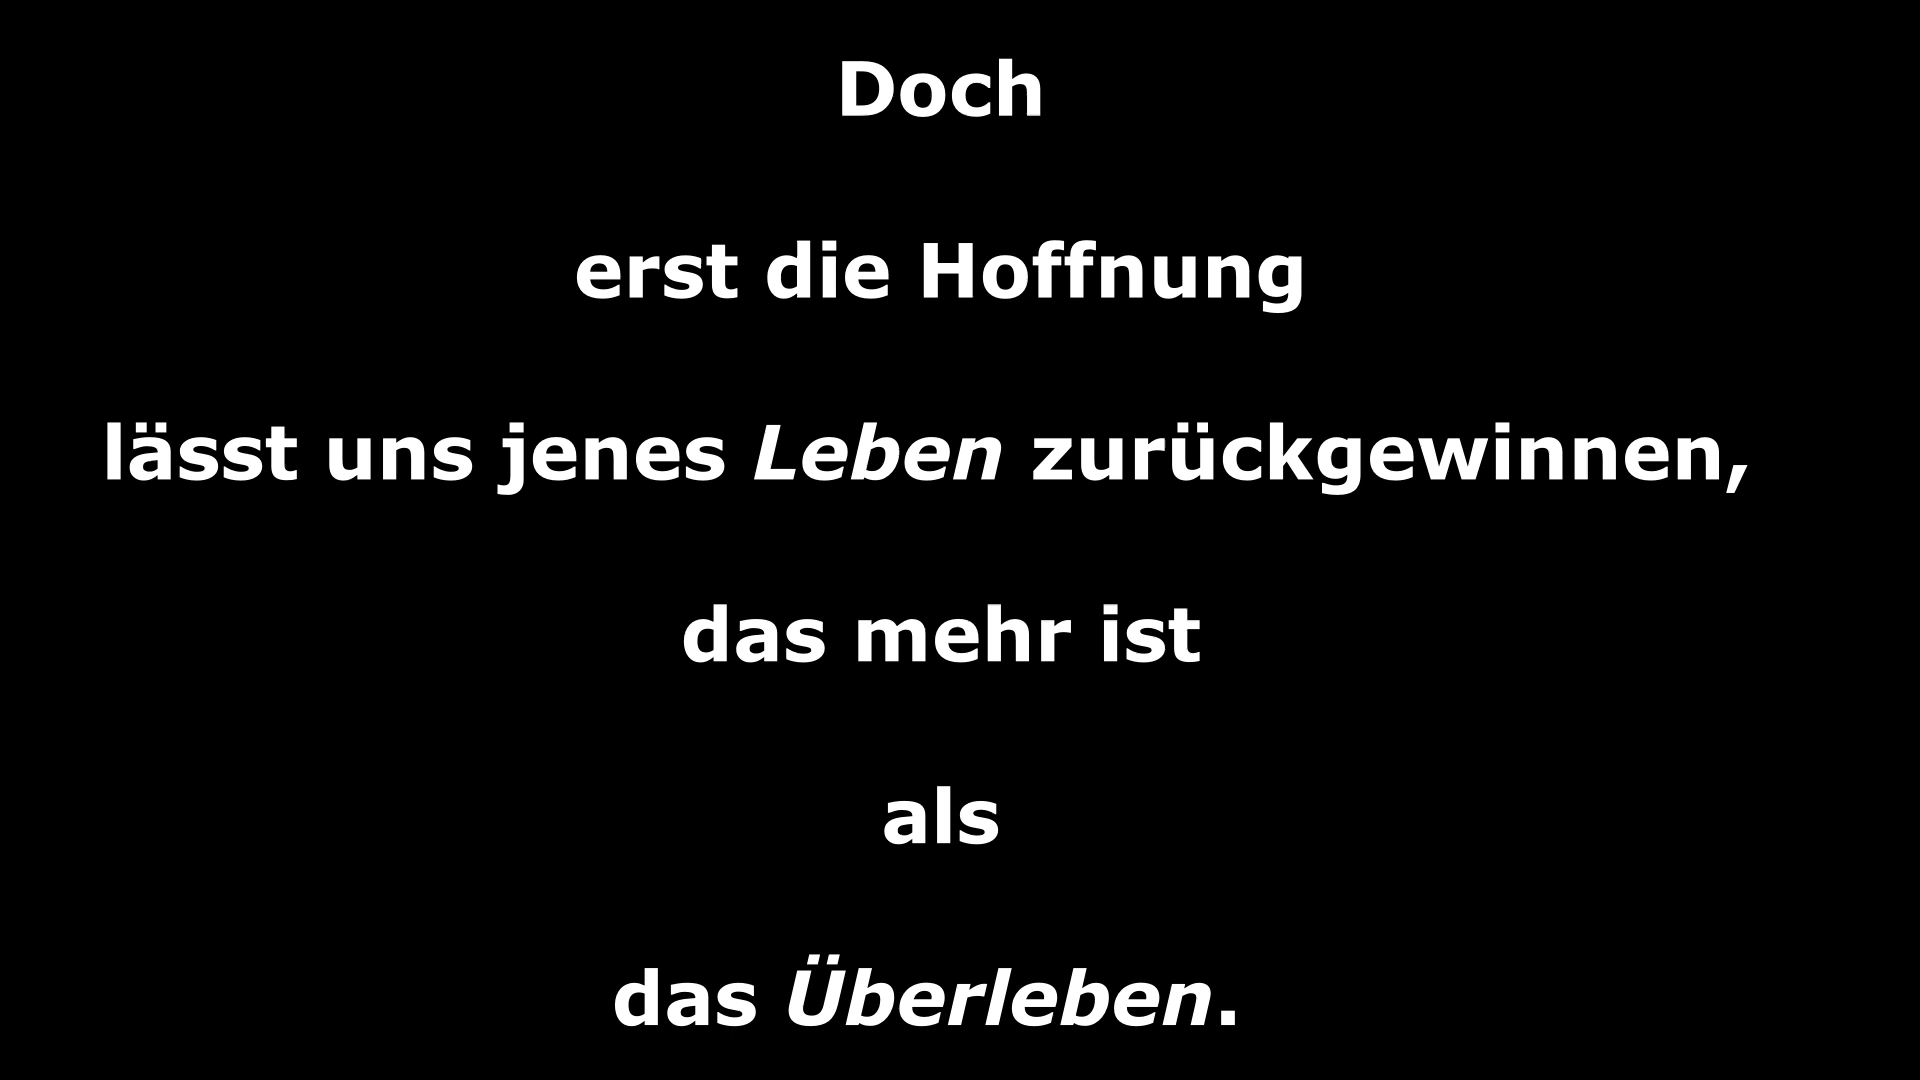 Doch
erst die Hoffnung
lässt uns jenes Leben zurückgewinnen,
das mehr ist
als
das Überleben.